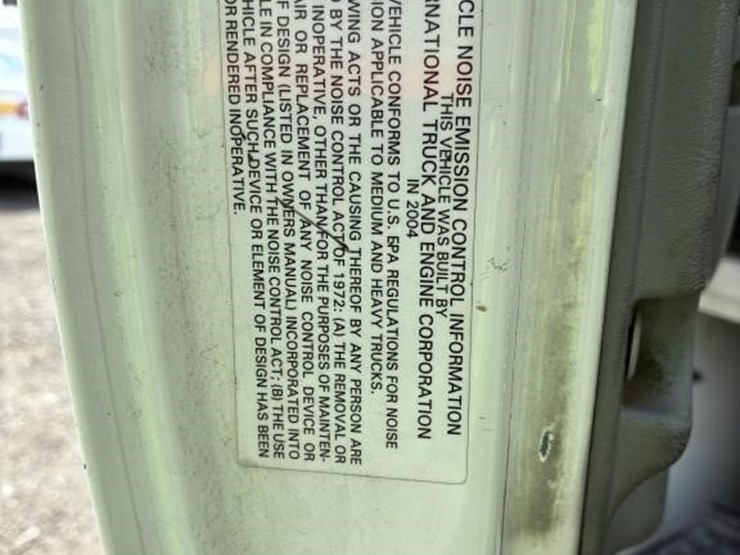 CLE NOISE EMISSION CONTROL INFORMATION
THIS VEHICLE WAS BUILT BY
RNATIONAL TRUCK AND ENGINE CORPORATION
IN 2004
VEHICLE CONFORMS TO U.S. EPA REGULATIONS FOR NOISE
ION APPLICABLE TO MEDIUM AND HEAVY TRUCKS.
WING ACTS OR THE CAUSING THEREOF BY ANY PERSON ARE
BY THE NOISE CONTROL ACT OF 1972: (A) THE REMOVAL OR
INOPERATIVE, OTHER THAN FOR THE PURPOSES OF MAINTEN-
AIR OR REPLACEMENT OF ANY NOISE CONTROL DEVICE OR
F DESIGN (LISTED IN OWNERS MANUAL) INCORPORATED INTO
LE IN COMPLIANCE WITH THE NOISE CONTROL ACT; (B) THE USE
HICLE AFTER SUCH DEVICE OR ELEMENT OF DESIGN HAS BEEN
OR RENDERED INOPERATIVE.